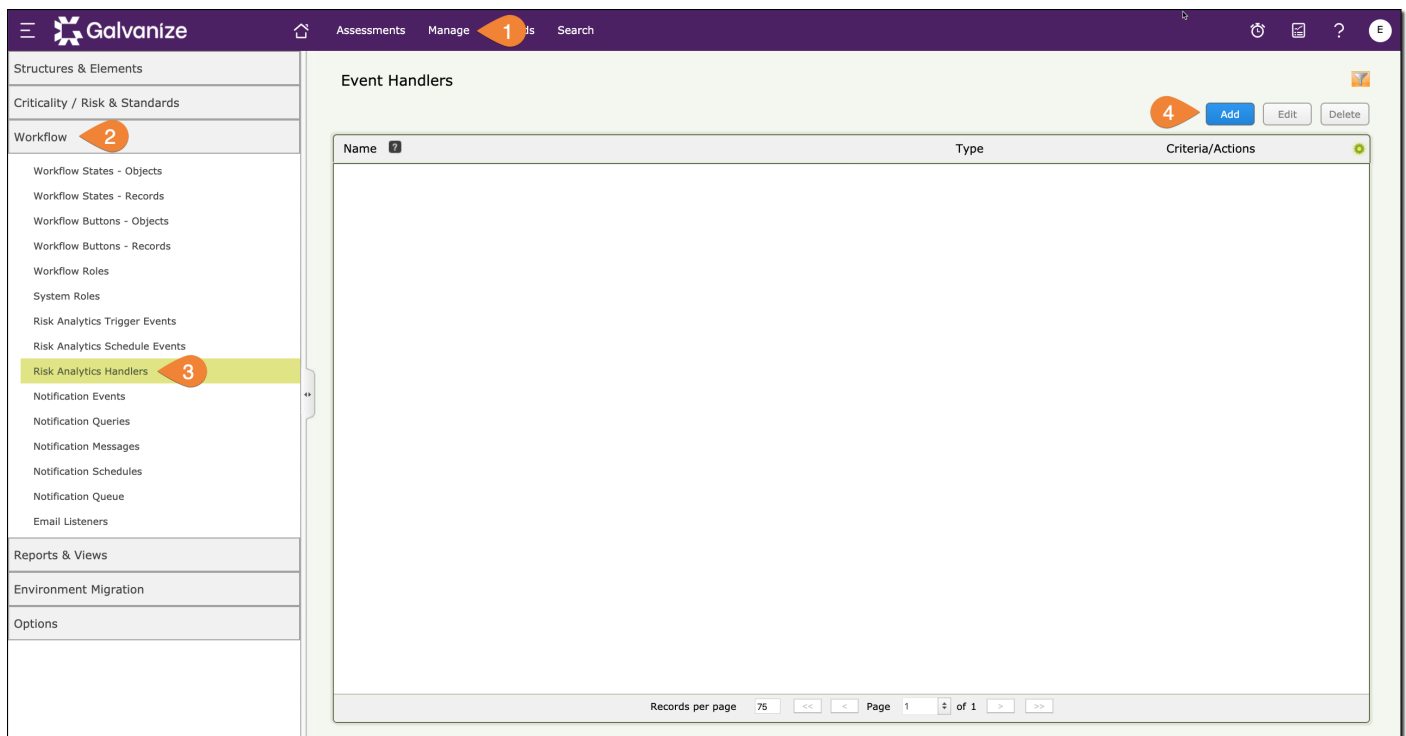 Galvanize
Assessments Manage 1 ds Search
? E
Structures & Elements
Criticality / Risk & Standards
Workflow 2
Workflow States - Objects
Workflow States - Records
Workflow Buttons - Objects
Workflow Buttons - Records
Workflow Roles
System Roles
Risk Analytics Trigger Events
Risk Analytics Schedule Events
Risk Analytics Handlers 3
Notification Events
Notification Queries
Notification Messages
Notification Schedules
Notification Queue
Email Listeners
Reports & Views
Environment Migration
Options
Event Handlers
4 Add Edit Delete
Name ? Type Criteria/Actions
Records per page 75 << < Page 1 of 1 > >>